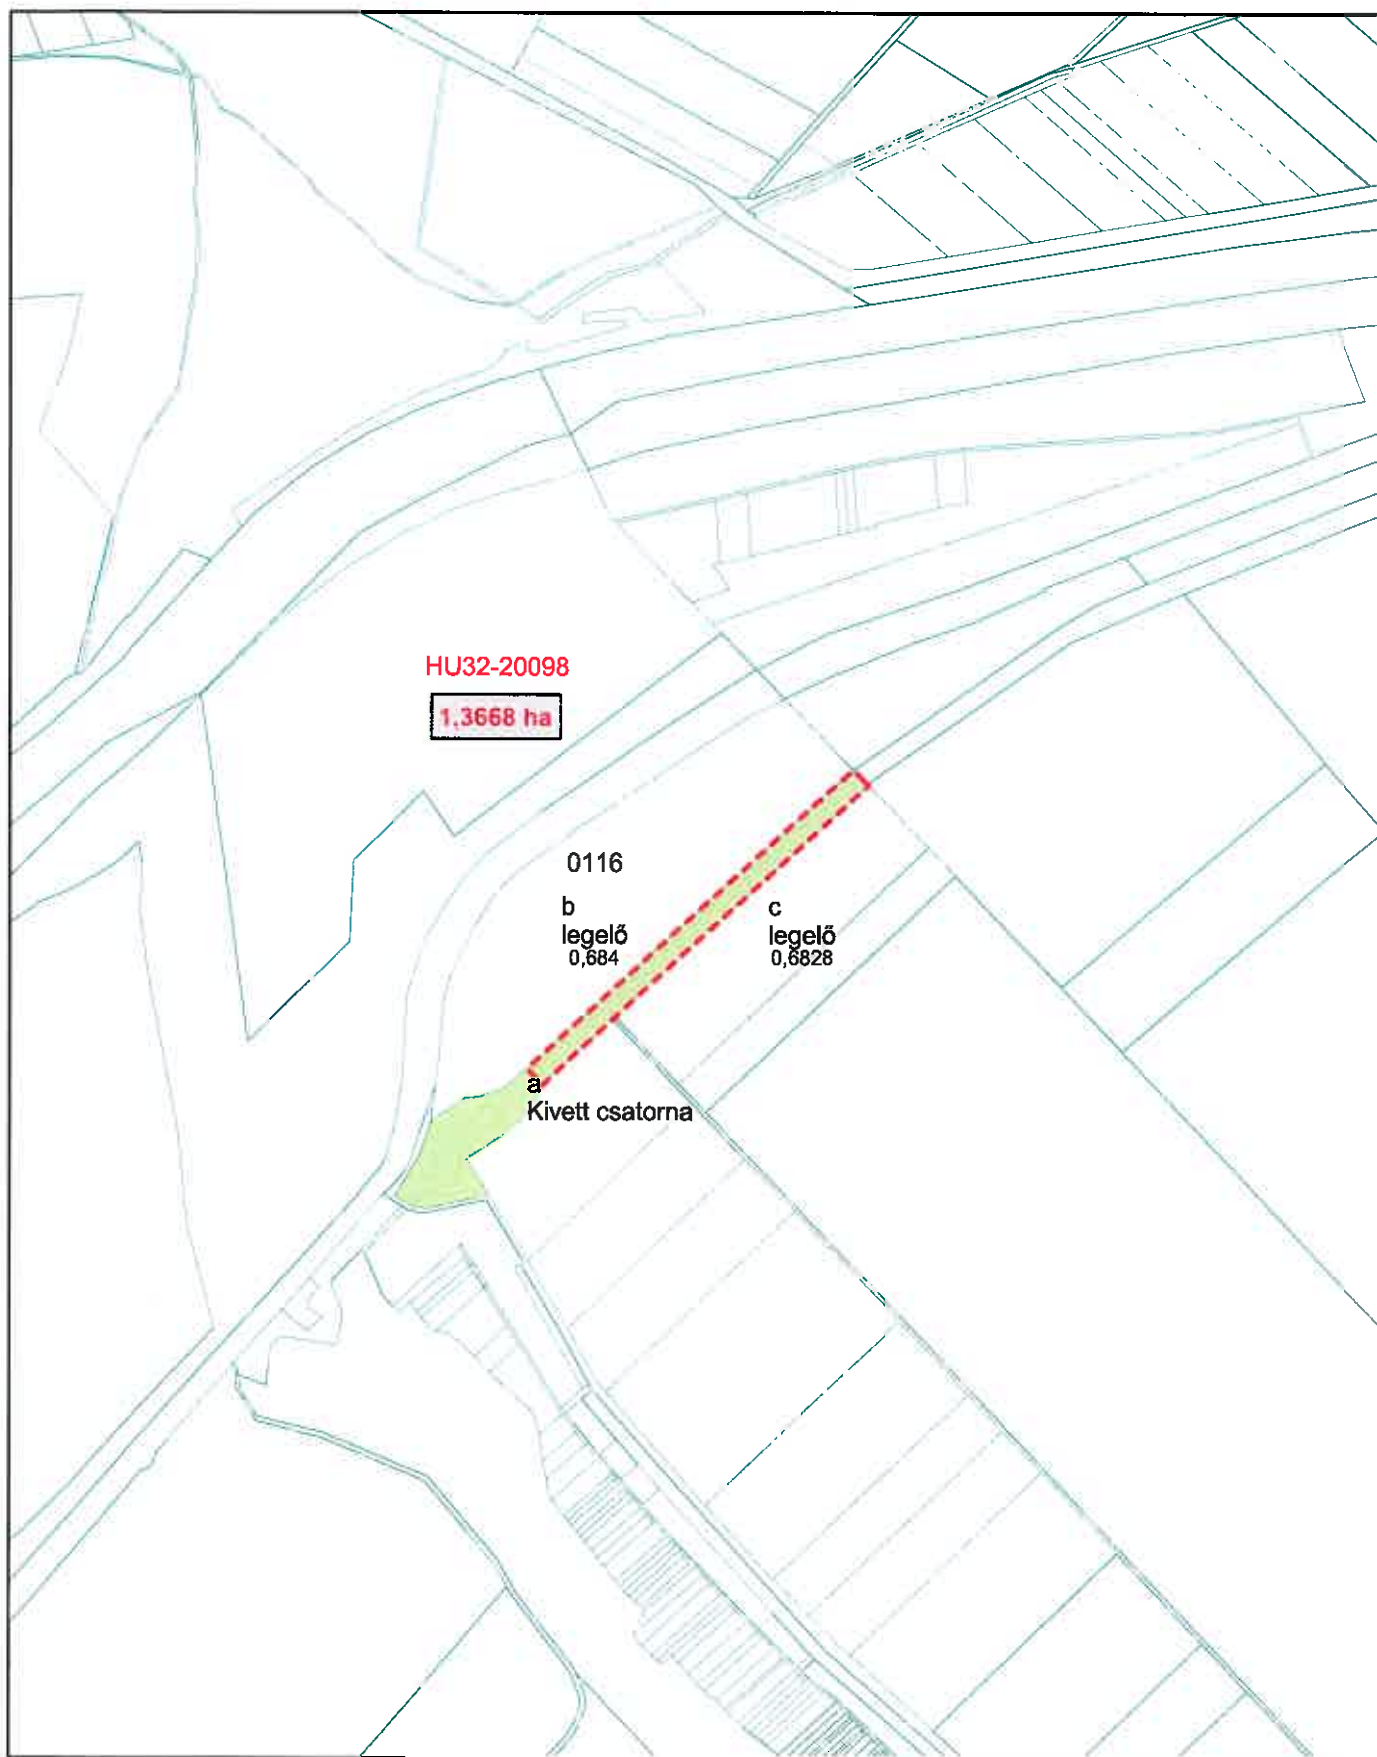 HU32-20098
1,3668 ha
0116
b
legelő
0,684
c
legelő
0,6828
a
Kivett csatorna